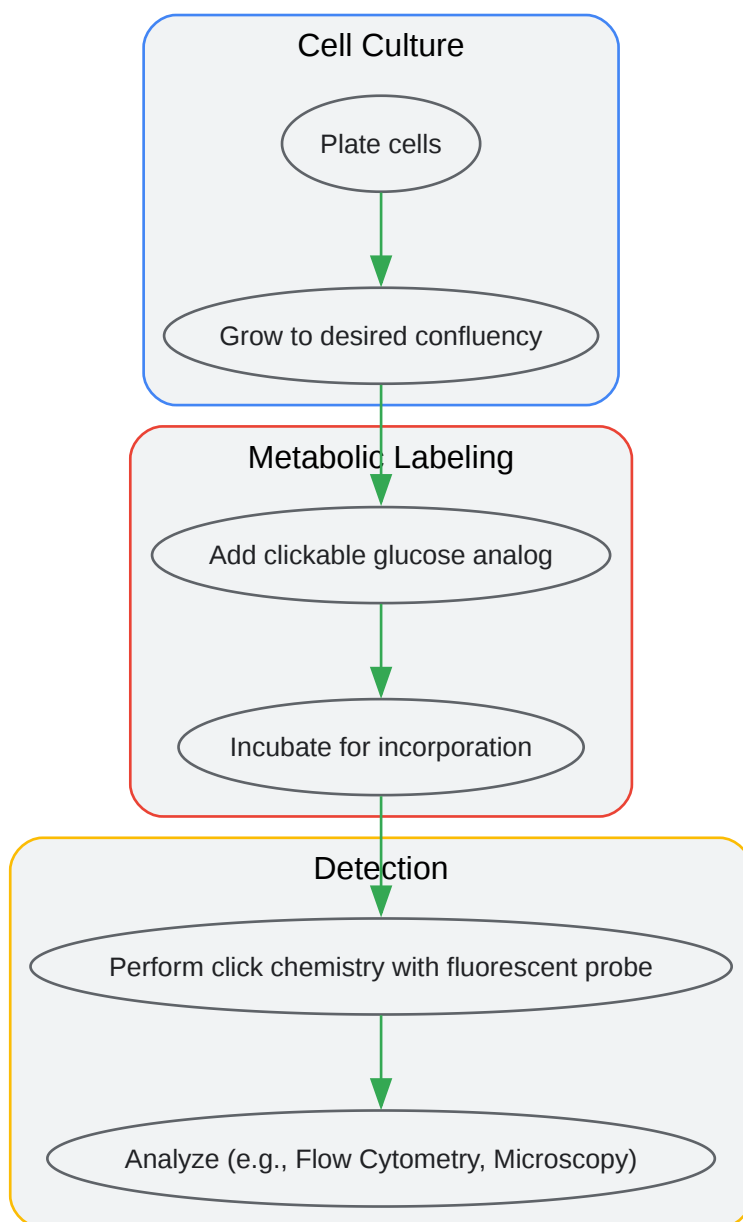 Cell Culture
Plate cells
Grow to desired confluency
Metabolic Labeling
Add clickable glucose analog
Incubate for incorporation
Detection
Perform click chemistry with fluorescent probe
Analyze (e.g., Flow Cytometry, Microscopy)